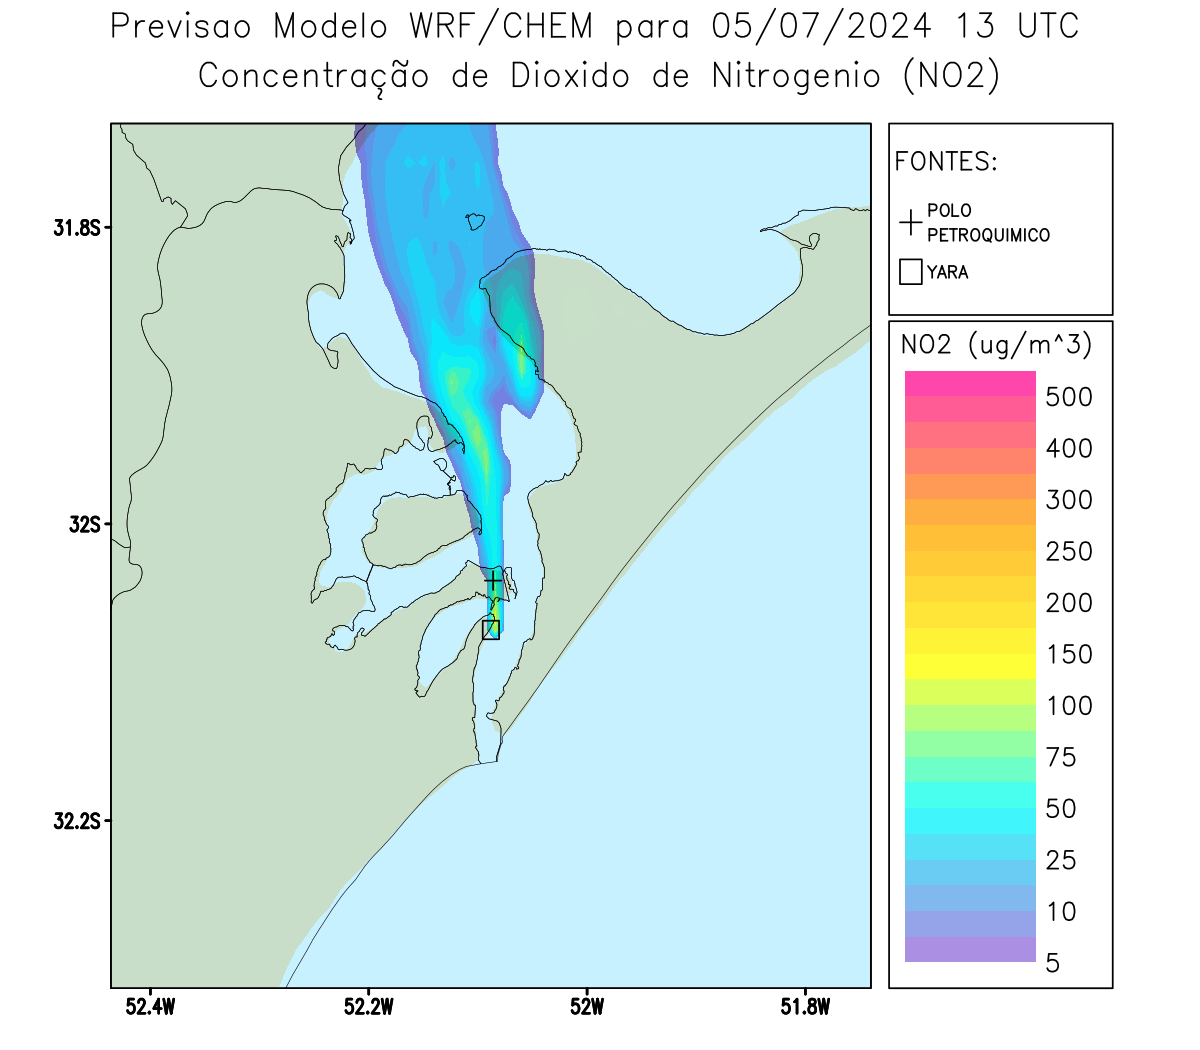 Previsao Modelo WRF/CHEM para 05/07/2024 13 UTC
Concentração de Dioxido de Nitrogenio (NO2)
FONTES:
POLO
PETROQUIMICO
YARA
NO2 (ug/m^3)
500
400
300
250
200
150
100
75
50
25
10
5
31.8S
32S
32.2S
52.4W
52.2W
52W
51.8W